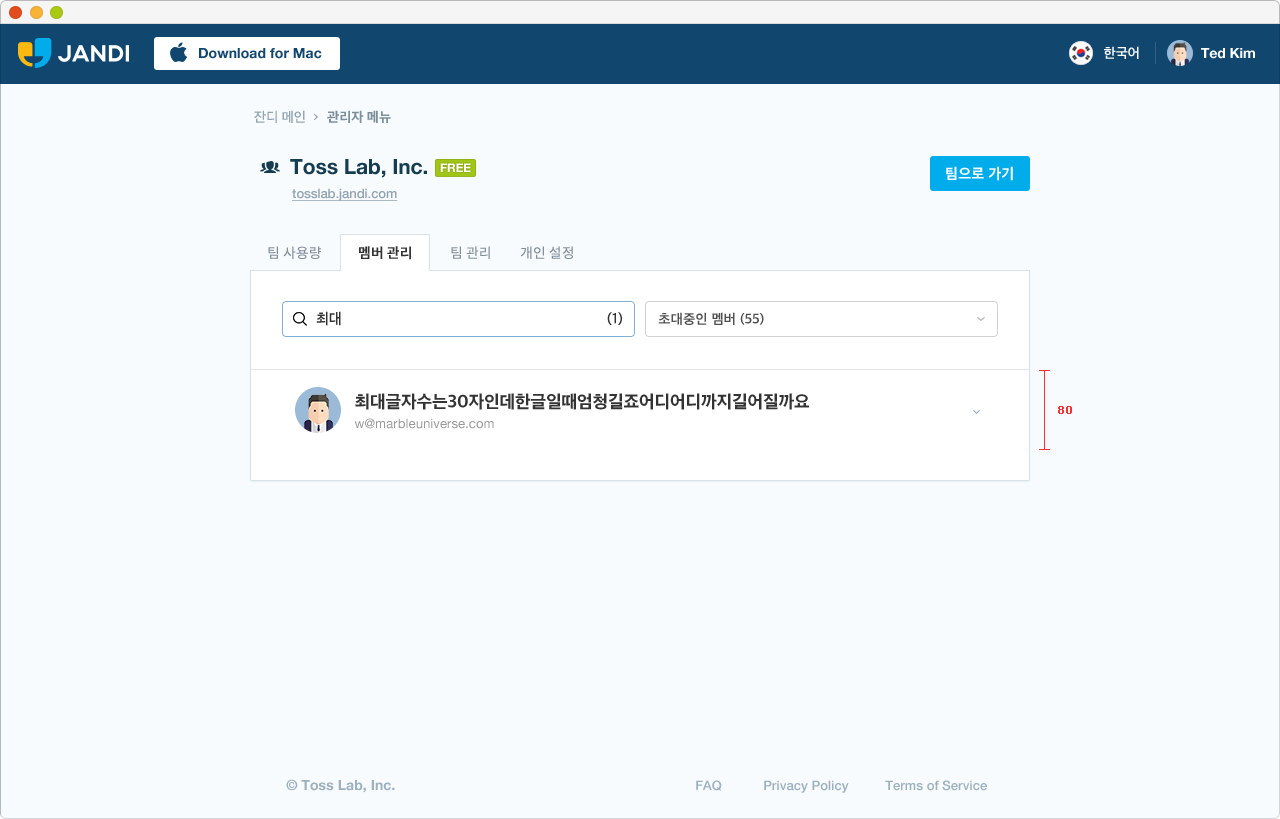 JANDI Download for Mac 한국어 Ted Kim
잔디 메인 › 관리자 메뉴
Toss Lab, Inc. FREE
tosslab.jandi.com
팀으로 가기
팀 사용량 멤버 관리 팀 관리 개인 설정
최대 (1) 초대중인 멤버 (55)
최대글자수는30자인데한글일때엄청길죠어디어디까지길어질까요
w@marbleuniverse.com
80
© Toss Lab, Inc. FAQ Privacy Policy Terms of Service